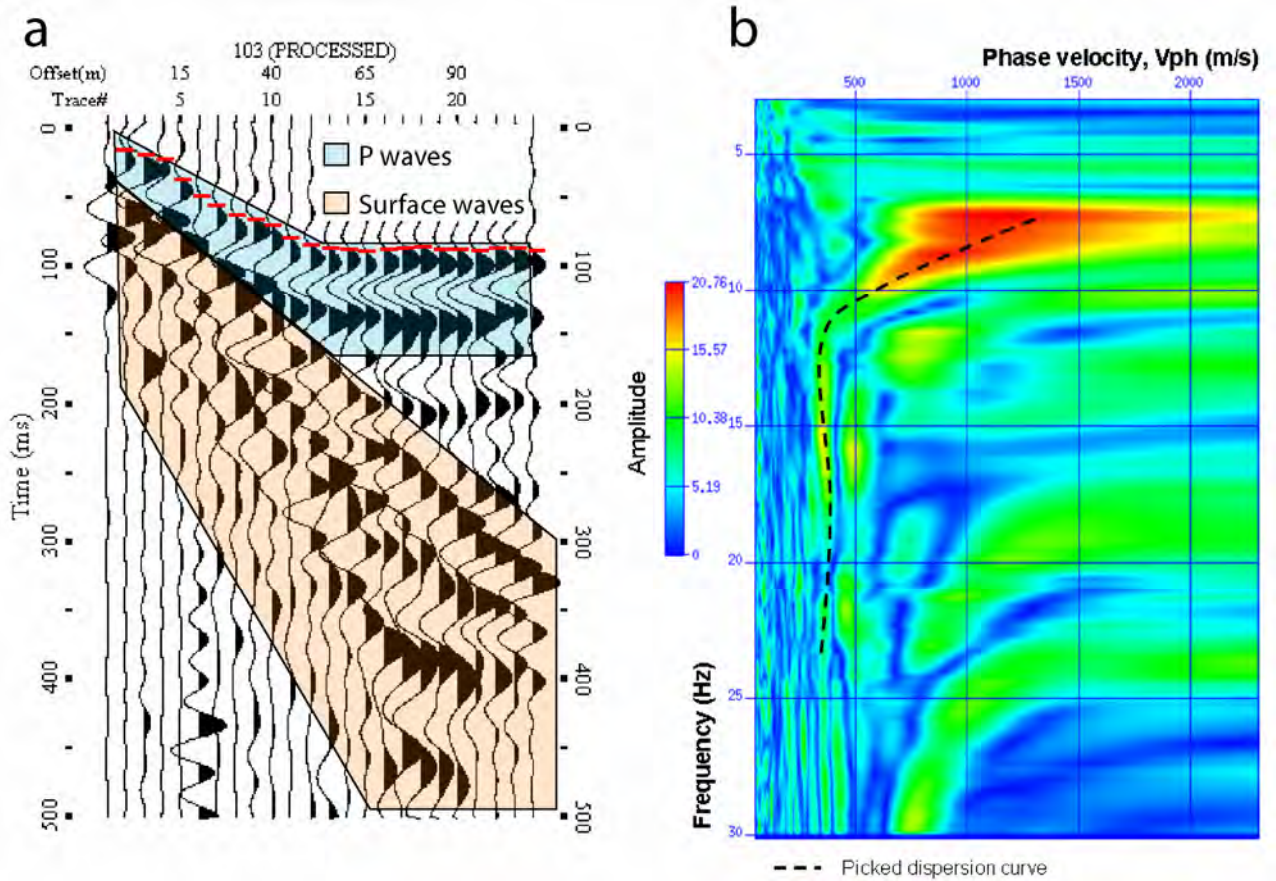 a
103 (PROCESSED)
Offset(m) 15 40 65 90
Trace# 5 10 15 20
0 0
P waves
Surface waves
100 100
200 200
Time (ms)
300 300
400 400
500 500
b
Phase velocity, Vph (m/s)
500 1000 1500 2000
5
10
15
20
25
30
Frequency (Hz)
Amplitude
20.76
15.57
10.38
5.19
0
Picked dispersion curve